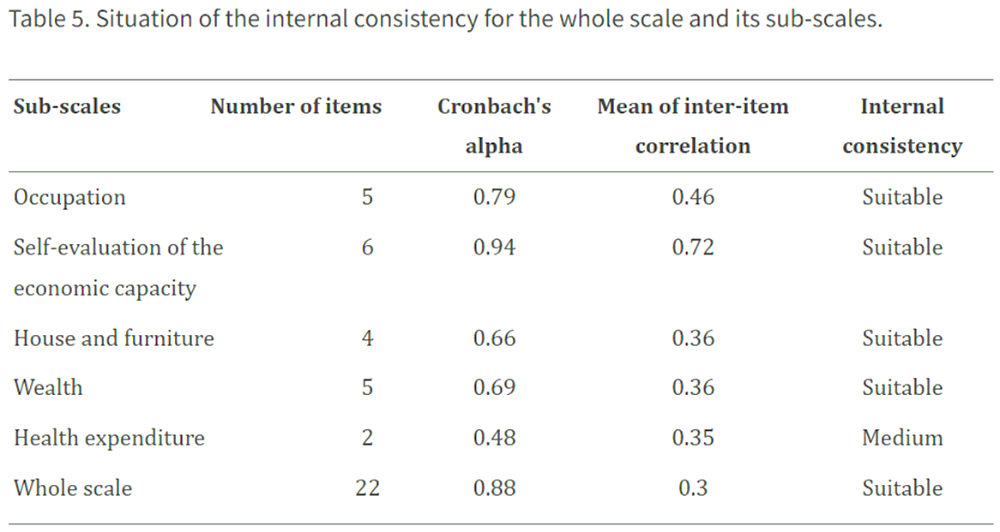 Table 5. Situation of the internal consistency for the whole scale and its sub-scales.
Sub-scales Number of items Cronbach's Mean of inter-item Internal
alpha correlation consistency
Occupation 5 0.79 0.46 Suitable
Self-evaluation of the 6 0.94 0.72 Suitable
economic capacity
House and furniture 4 0.66 0.36 Suitable
Wealth 5 0.69 0.36 Suitable
Health expenditure 2 0.48 0.35 Medium
Whole scale 22 0.88 0.3 Suitable